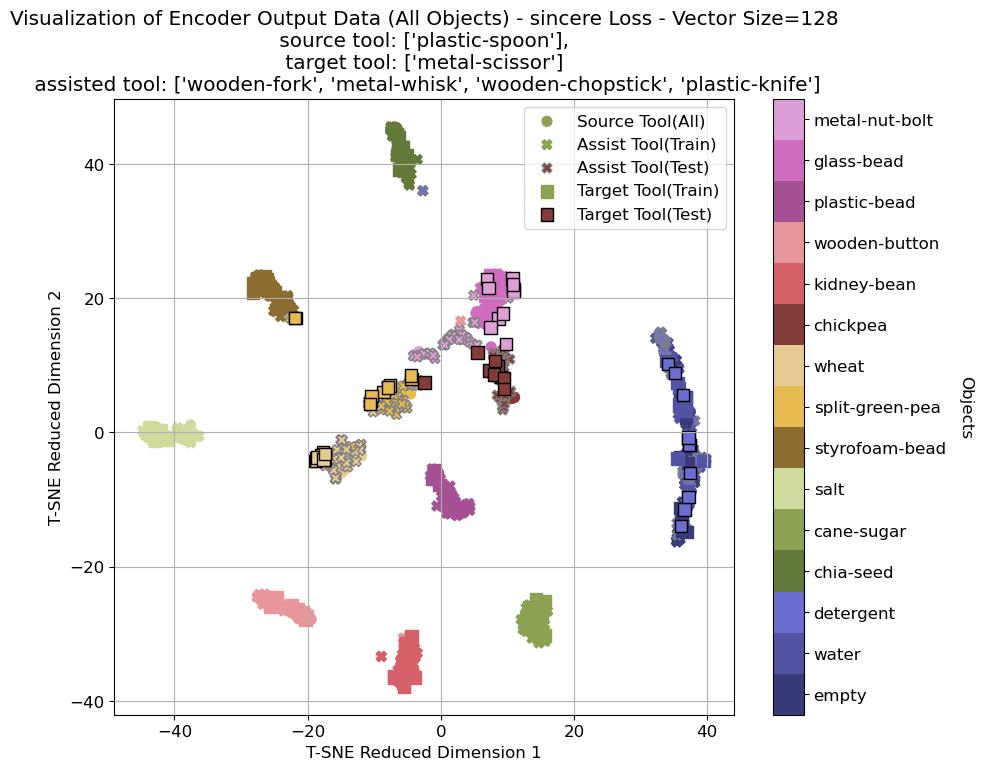 Visualization of Encoder Output Data (All Objects) - sincere Loss - Vector Size=128
source tool: ['plastic-spoon'],
target tool: ['metal-scissor']
assisted tool: ['wooden-fork', 'metal-whisk', 'wooden-chopstick', 'plastic-knife']
Source Tool(All)
Assist Tool(Train)
Assist Tool(Test)
Target Tool(Train)
Target Tool(Test)
40
20
0
−20
−40
T-SNE Reduced Dimension 2
−40
−20
0
20
40
T-SNE Reduced Dimension 1
metal-nut-bolt
glass-bead
plastic-bead
wooden-button
kidney-bean
chickpea
wheat
split-green-pea
styrofoam-bead
salt
cane-sugar
chia-seed
detergent
water
empty
Objects